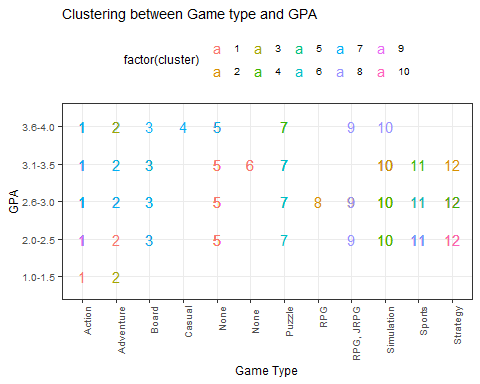 Clustering between Game type and GPA
factor(cluster)
a 1 a 3 a 5 a 7 a 9
a 2 a 4 a 6 a 8 a 10
GPA
3.6-4.0 1 2 3 4 5 7 9 10
3.1-3.5 1 2 3 5 6 7 10 11 12
2.6-3.0 1 2 3 5 7 8 9 10 11 12
2.0-2.5 1 2 3 5 7 9 10 11 12
1.0-1.5 1 2
Action Adventure Board Casual None None Puzzle RPG RPG, JRPG Simulation Sports Strategy
Game Type